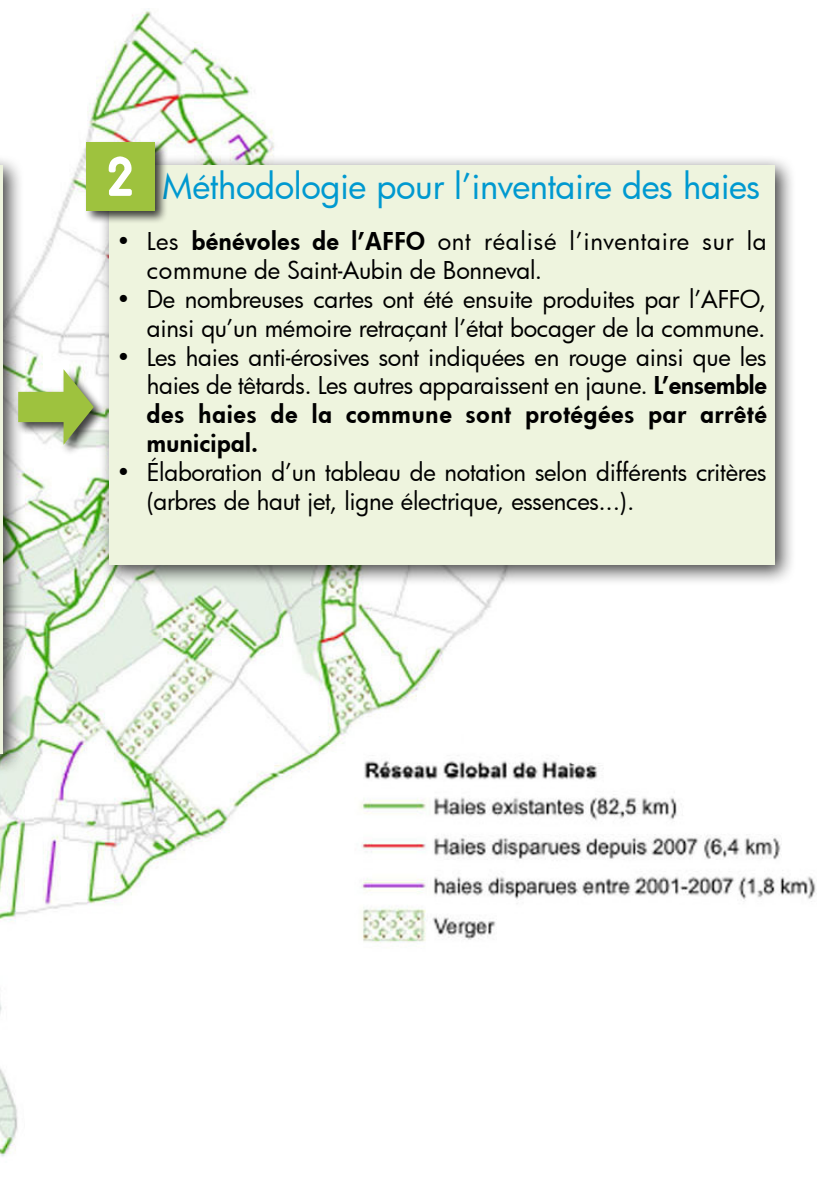 2
Méthodologie pour l'inventaire des haies
• Les bénévoles de l'AFFO ont réalisé l'inventaire sur la
commune de Saint-Aubin de Bonneval.
• De nombreuses cartes ont été ensuite produites par l'AFFO,
ainsi qu'un mémoire retraçant l'état bocager de la commune.
• Les haies anti-érosives sont indiquées en rouge ainsi que les
haies de têtards. Les autres apparaissent en jaune. L'ensemble
des haies de la commune sont protégées par arrêté
municipal.
• Élaboration d'un tableau de notation selon différents critères
(arbres de haut jet, ligne électrique, essences...).
Réseau Global de Haies
Haies existantes (82,5 km)
Haies disparues depuis 2007 (6,4 km)
haies disparues entre 2001-2007 (1,8 km)
Verger